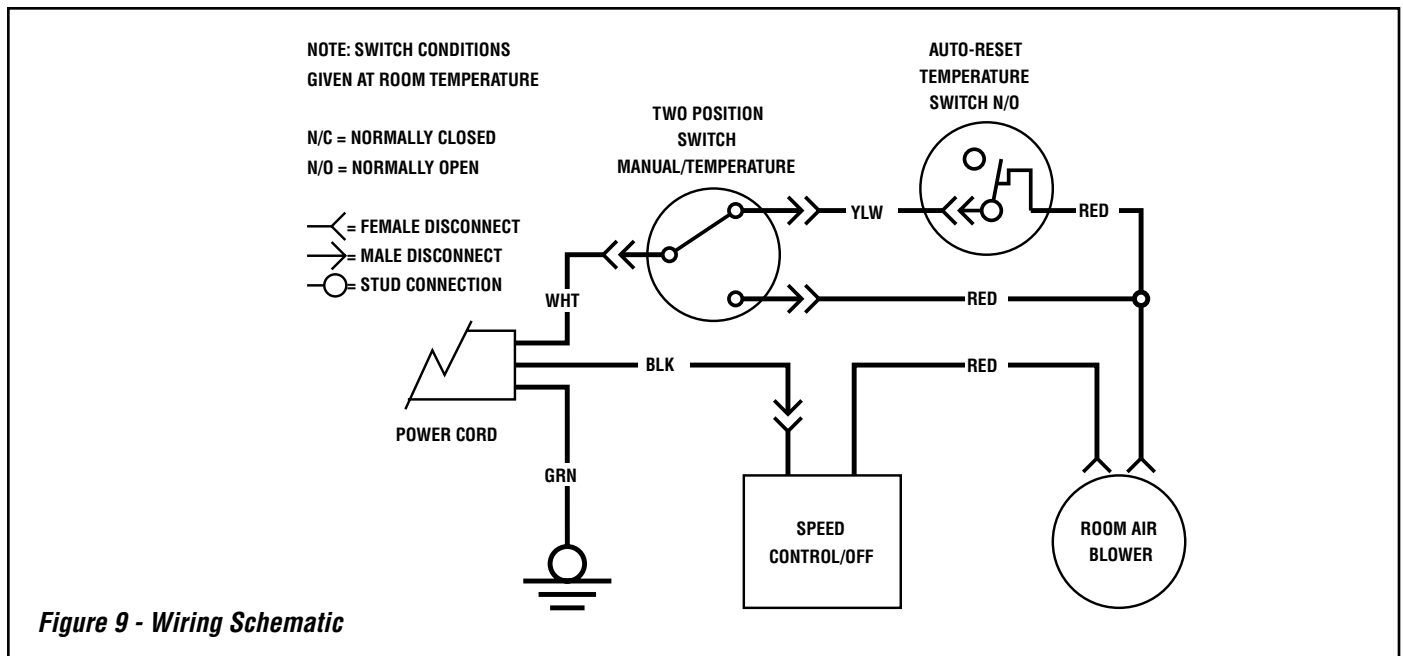 NOTE: SWITCH CONDITIONS
GIVEN AT ROOM TEMPERATURE
N/C = NORMALLY CLOSED
N/O = NORMALLY OPEN
= FEMALE DISCONNECT
= MALE DISCONNECT
= STUD CONNECTION
TWO POSITION
SWITCH
MANUAL/TEMPERATURE
AUTO-RESET
TEMPERATURE
SWITCH N/O
YLW
RED
WHT
RED
BLK
RED
POWER CORD
GRN
SPEED
CONTROL/OFF
ROOM AIR
BLOWER
Figure 9 - Wiring Schematic